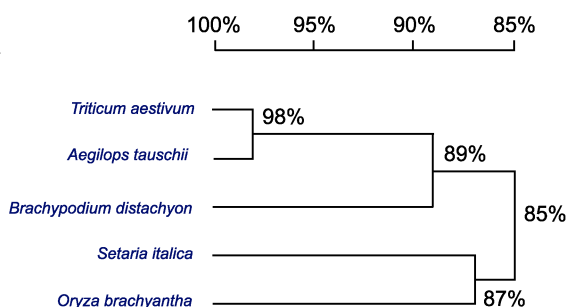 100% 95% 90% 85%
Triticum aestivum
98%
Aegilops tauschii
89%
Brachypodium distachyon
85%
Setaria italica
87%
Oryza brachyantha